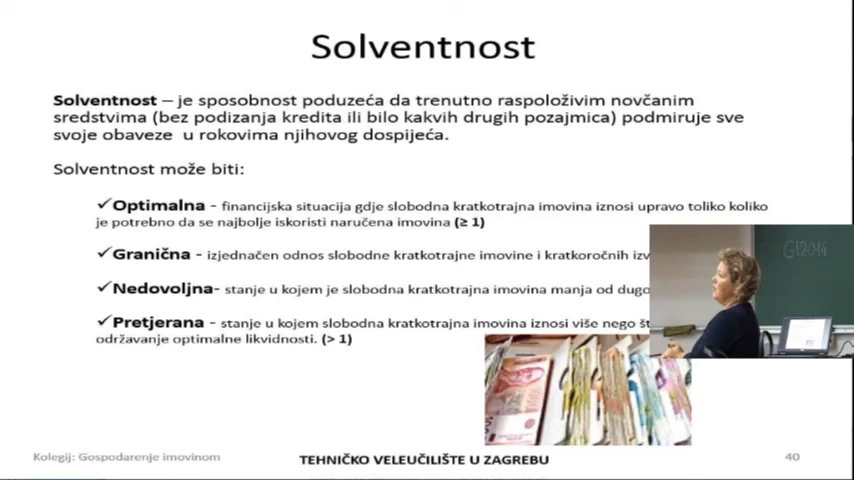 Solventnost
Solventnost – je sposobnost poduzeća da trenutno raspoloživim novčanim
sredstvima (bez podizanja kredita ili bilo kakvih drugih pozajmica) podmiruje sve
svoje obaveze u rokovima njihovog dospijeća.
Solventnost može biti:
✓Optimalna - financijska situacija gdje slobodna kratkotrajna imovina iznosi upravo toliko koliko
je potrebno da se najbolje iskoristi naručena imovina (≥ 1)
✓Granična - izjednačen odnos slobodne kratkotrajne imovine i kratkoročnih izv
✓Nedovoljna- stanje u kojem je slobodna kratkotrajna imovina manja od dugo
✓Pretjerana - stanje u kojem slobodna kratkotrajna imovina iznosi više nego
održavanje optimalne likvidnosti. (> 1)
G12014
Kolegij: Gospodarenje imovinom
TEHNIČKO VELEUČILIŠTE U ZAGREBU
40